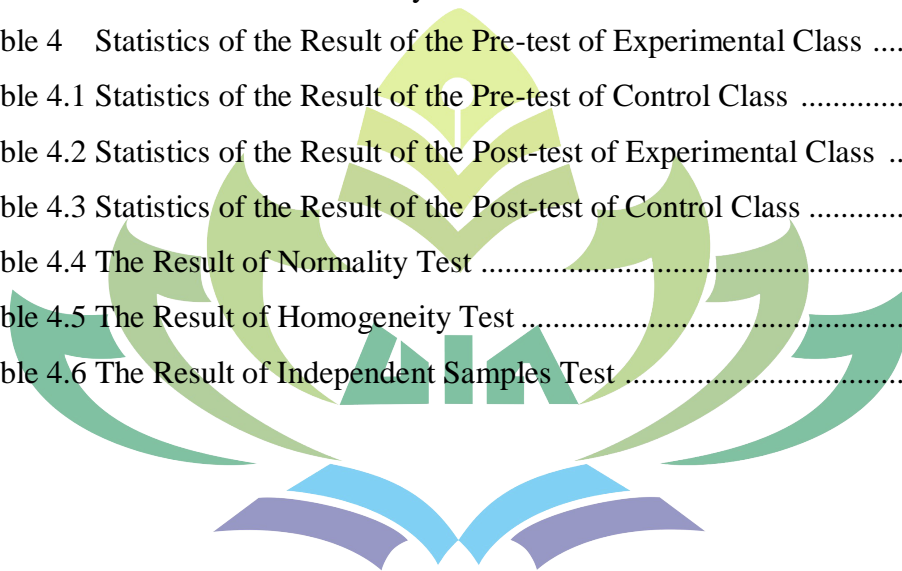 ble 4 Statistics of the Result of the Pre-test of Experimental Class ....
ble 4.1 Statistics of the Result of the Pre-test of Control Class .............
ble 4.2 Statistics of the Result of the Post-test of Experimental Class ..
ble 4.3 Statistics of the Result of the Post-test of Control Class ............
ble 4.4 The Result of Normality Test ......................................................
ble 4.5 The Result of Homogeneity Test .................................................
ble 4.6 The Result of Independent Samples Test ...................................